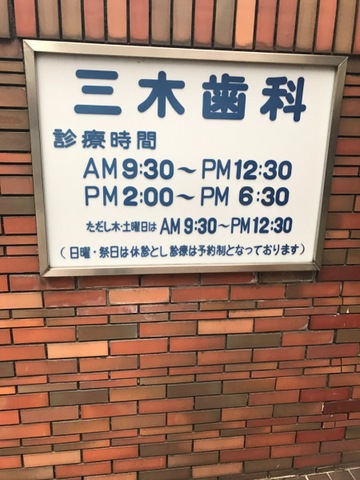 三木歯科
診療時間
AM 9:30～PM 12:30
PM 2:00～PM 6:30
ただし木・土曜日は AM 9:30～PM 12:30
（日曜・祭日は休診とし診療は予約制となっております）